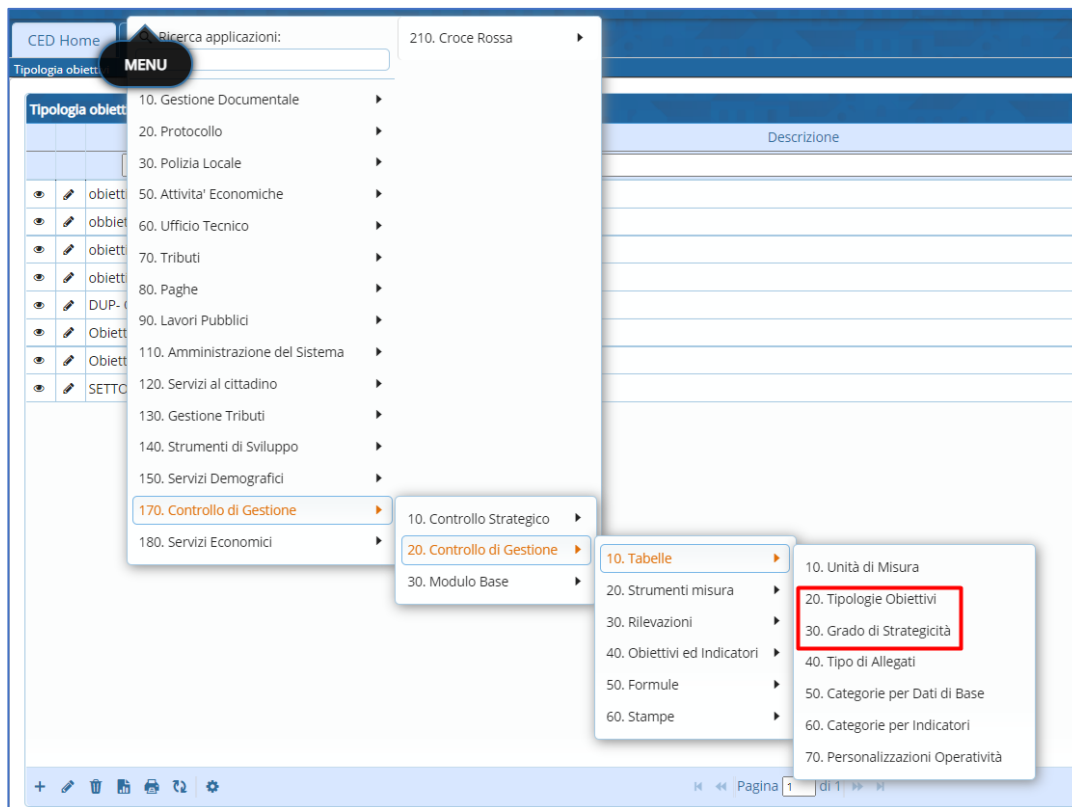 CED Home
Ricerca applicazioni:
210. Croce Rossa
MENU
Tipologia obiett
Tipologia obiett
Descrizione
10. Gestione Documentale
20. Protocollo
30. Polizia Locale
50. Attivita' Economiche
60. Ufficio Tecnico
70. Tributi
80. Paghe
90. Lavori Pubblici
110. Amministrazione del Sistema
120. Servizi al cittadino
130. Gestione Tributi
140. Strumenti di Sviluppo
150. Servizi Demografici
170. Controllo di Gestione
180. Servizi Economici
obietti
obbiet
obietti
obietti
DUP-
Obiett
Obiett
SETTO
10. Controllo Strategico
20. Controllo di Gestione
30. Modulo Base
10. Tabelle
20. Strumenti misura
30. Rilevazioni
40. Obiettivi ed Indicatori
50. Formule
60. Stampe
10. Unità di Misura
20. Tipologie Obiettivi
30. Grado di Strategicità
40. Tipo di Allegati
50. Categorie per Dati di Base
60. Categorie per Indicatori
70. Personalizzazioni Operatività
Pagina 1 di 1